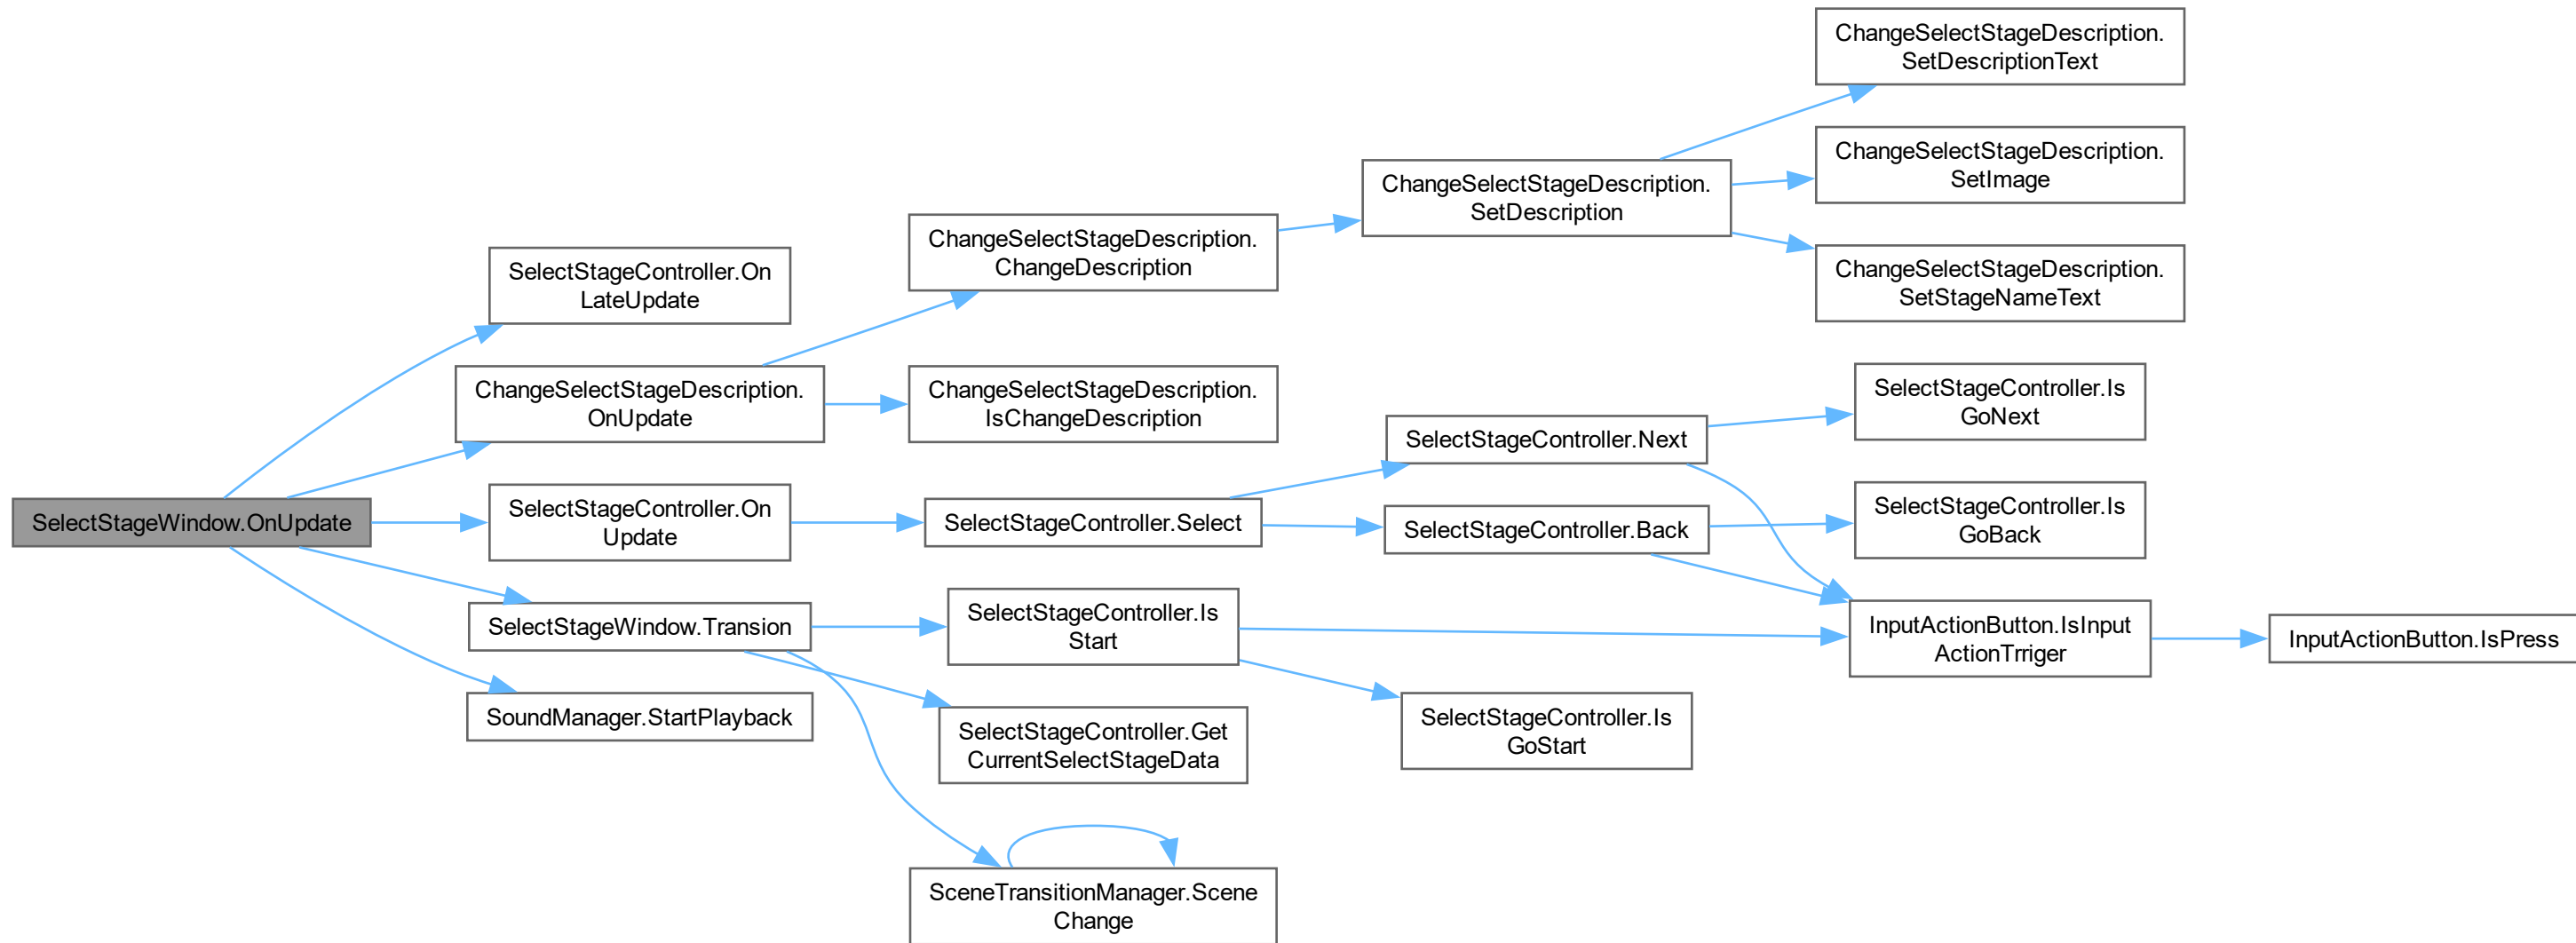 SelectStageWindow.OnUpdate
SelectStageController.On
LateUpdate
ChangeSelectStageDescription.
OnUpdate
SelectStageController.On
Update
SelectStageWindow.Transion
SoundManager.StartPlayback
ChangeSelectStageDescription.
ChangeDescription
ChangeSelectStageDescription.
IsChangeDescription
SelectStageController.Select
SelectStageController.Is
Start
SelectStageController.Get
CurrentSelectStageData
SceneTransitionManager.Scene
Change
ChangeSelectStageDescription.
SetDescription
SelectStageController.Next
SelectStageController.Back
SelectStageController.Is
GoStart
ChangeSelectStageDescription.
SetDescriptionText
ChangeSelectStageDescription.
SetImage
ChangeSelectStageDescription.
SetStageNameText
SelectStageController.Is
GoNext
SelectStageController.Is
GoBack
InputActionButton.IsInput
ActionTrriger
InputActionButton.IsPress